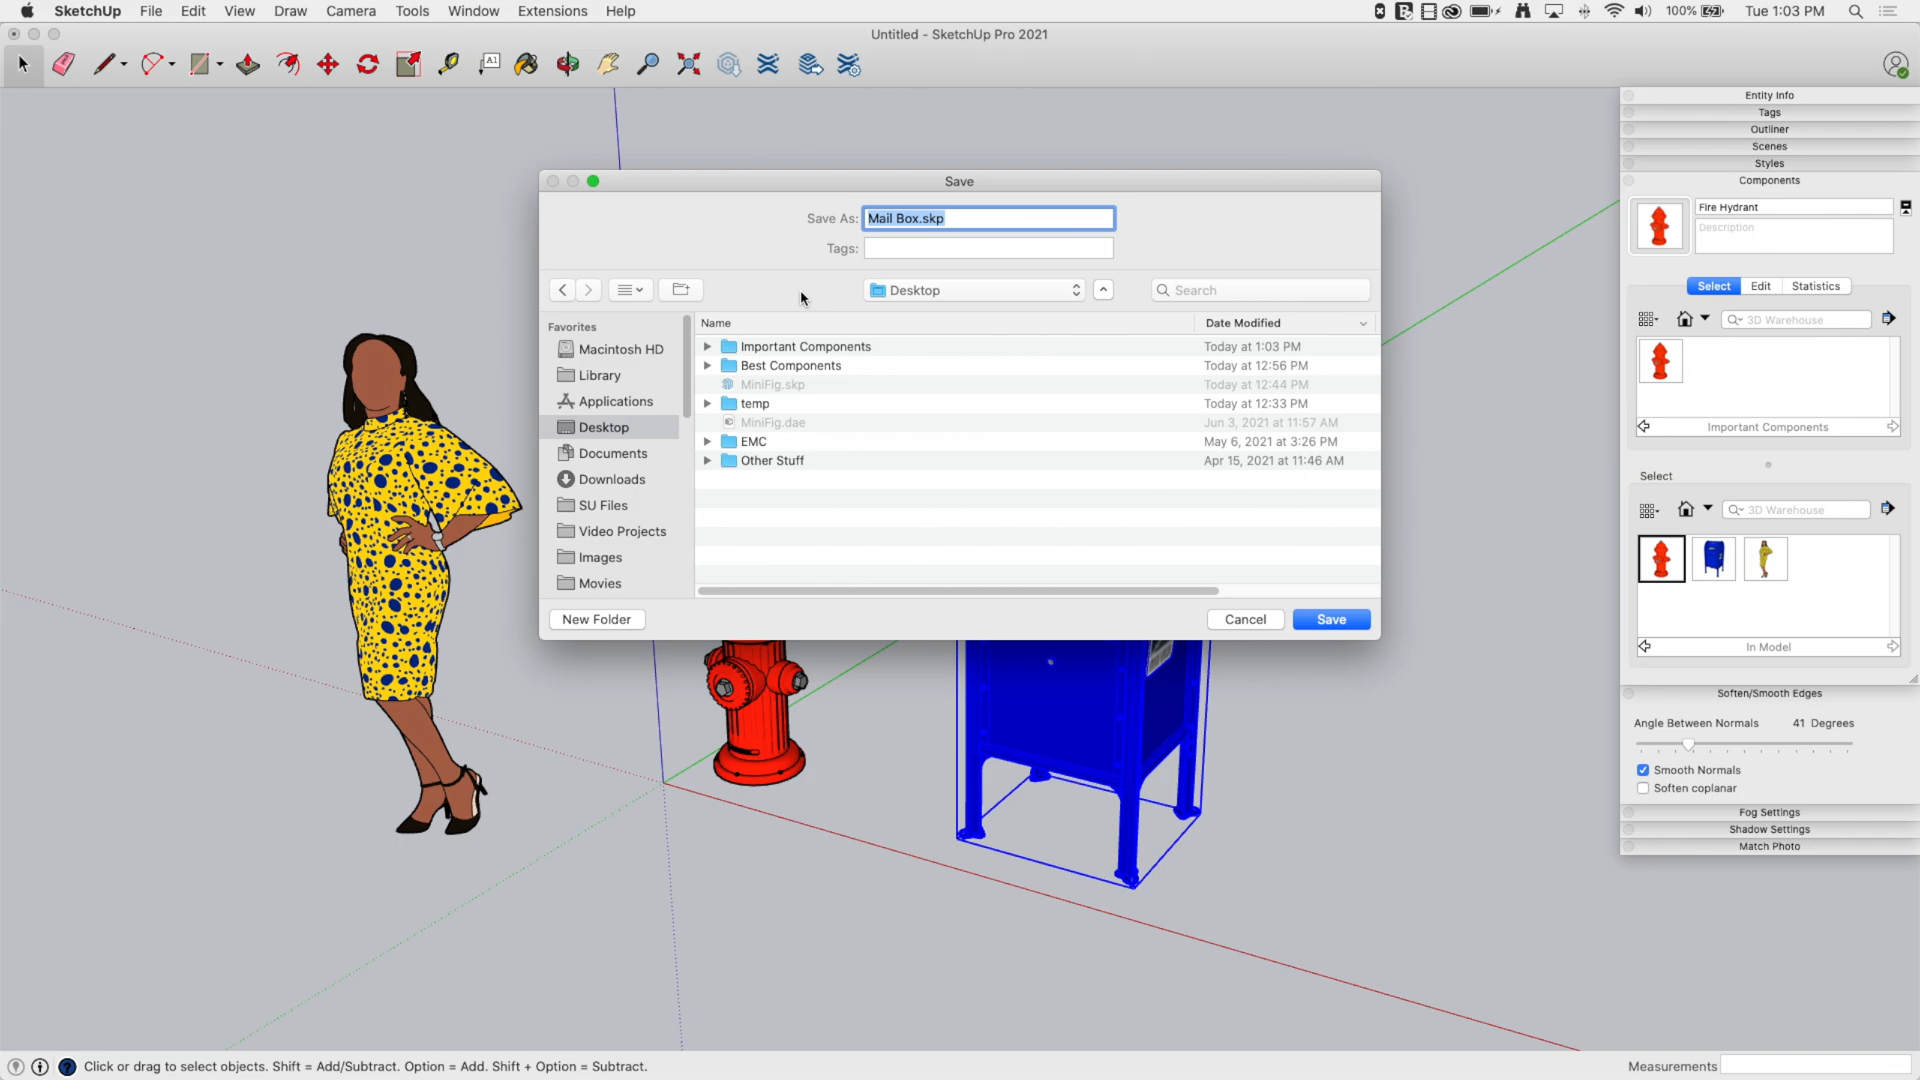 SketchUp File Edit View Draw Camera Tools Window Extensions Help 100% Tue 1:03 PM
Untitled - SketchUp Pro 2021
A1
Save
Save As: Mail Box.skp
Tags:
Desktop
Search
Favorites
Macintosh HD
Library
Applications
Desktop
Documents
Downloads
SU Files
Video Projects
Images
Movies
Name Date Modified
Important Components Today at 1:03 PM
Best Components Today at 12:56 PM
MiniFig.skp Today at 12:44 PM
temp Today at 12:33 PM
MiniFig.dae Jun 3, 2021 at 11:57 AM
EMC May 6, 2021 at 3:26 PM
Other Stuff Apr 15, 2021 at 11:46 AM
New Folder Cancel Save
Entity Info
Tags
Outliner
Scenes
Styles
Components
Fire Hydrant
Description
Select Edit Statistics
3D Warehouse
Important Components
Select
3D Warehouse
In Model
Soften/Smooth Edges
Angle Between Normals 41 Degrees
Smooth Normals
Soften coplanar
Fog Settings
Shadow Settings
Match Photo
Click or drag to select objects. Shift = Add/Subtract. Option = Add. Shift + Option = Subtract.
Measurements